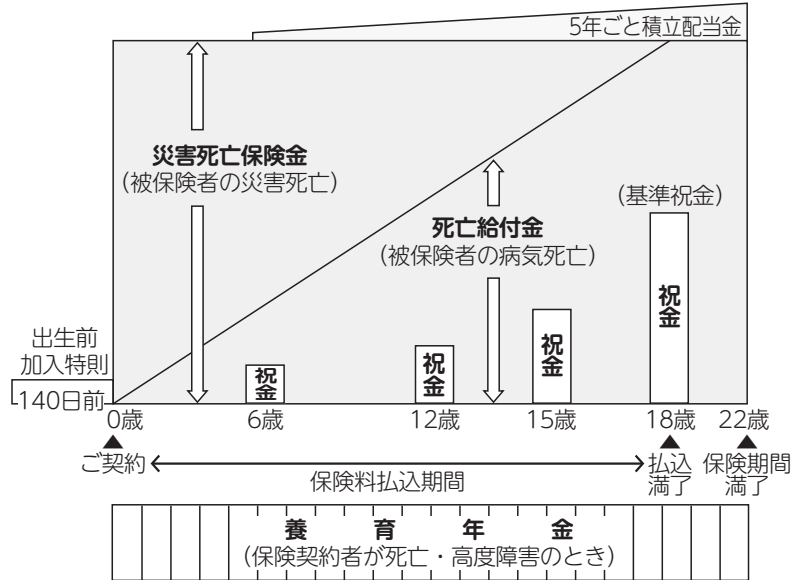 5年ごと積立配当金
災害死亡保険金
(被保険者の災害死亡)
死亡給付金
(被保険者の病気死亡)
(基準祝金)
祝金
祝金
祝金
祝金
出生前
加入特則
140日前
0歳
6歳
12歳
15歳
18歳
22歳
ご契約
保険料払込期間
払込
満了
保険期間
満了
養育年金
(保険契約者が死亡・高度障害のとき)